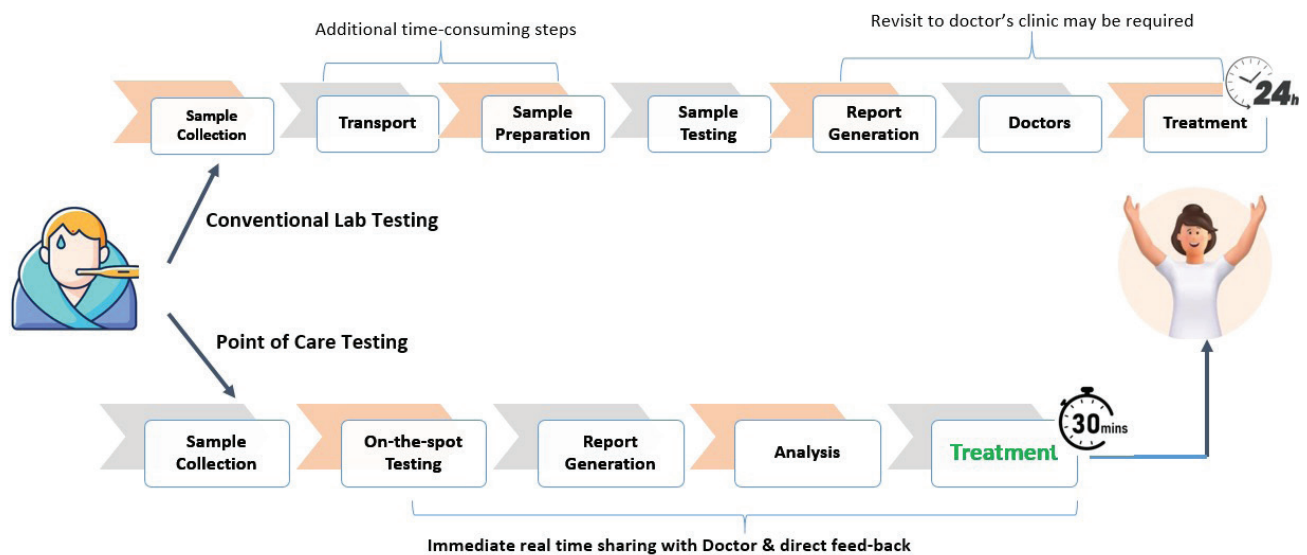 Additional time-consuming steps
Revisit to doctor's clinic may be required
Sample
Collection
Transport
Sample
Preparation
Sample
Testing
Report
Generation
Doctors
Treatment
24h
Conventional Lab Testing
Point of Care Testing
Sample
Collection
On-the-spot
Testing
Report
Generation
Analysis
Treatment
30 mins
Immediate real time sharing with Doctor & direct feed-back